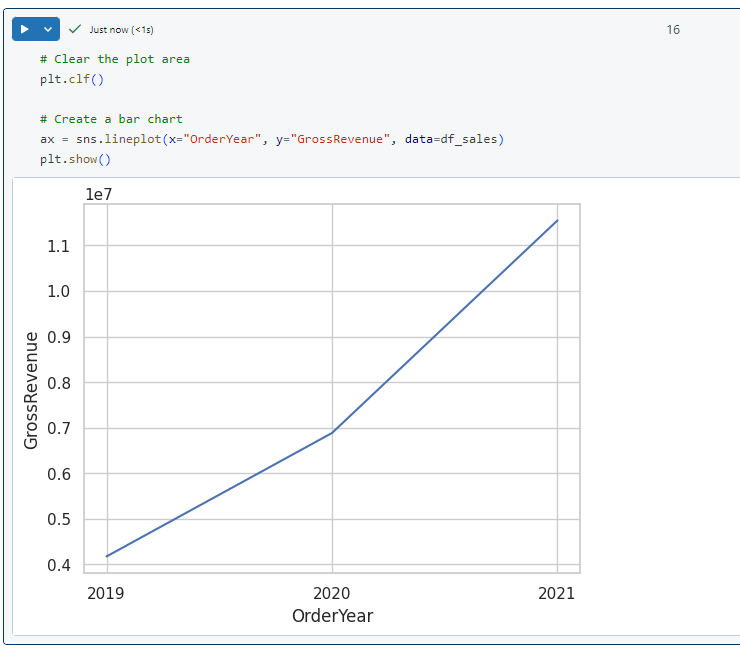 Just now (<1s)
16
# Clear the plot area
plt.clf()
# Create a bar chart
ax = sns.lineplot(x="OrderYear", y="GrossRevenue", data=df_sales)
plt.show()
1e7
1.1
1.0
0.9
0.8
0.7
0.6
0.5
0.4
GrossRevenue
2019 2020 2021
OrderYear